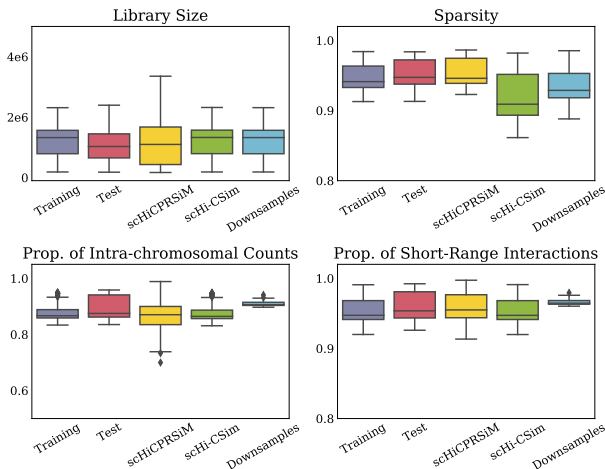 Library Size
4e6
2e6
0
Training
Test
scHiCPRSiM
scHi-CSim
Downsamples
Sparsity
1.0
0.9
0.8
Training
Test
scHiCPRSiM
scHi-CSim
Downsamples
Prop. of Intra-chromosomal Counts
1.0
0.8
0.6
Training
Test
scHiCPRSiM
scHi-CSim
Downsamples
Prop. of Short-Range Interactions
1.0
0.9
0.8
Training
Test
scHiCPRSiM
scHi-CSim
Downsamples